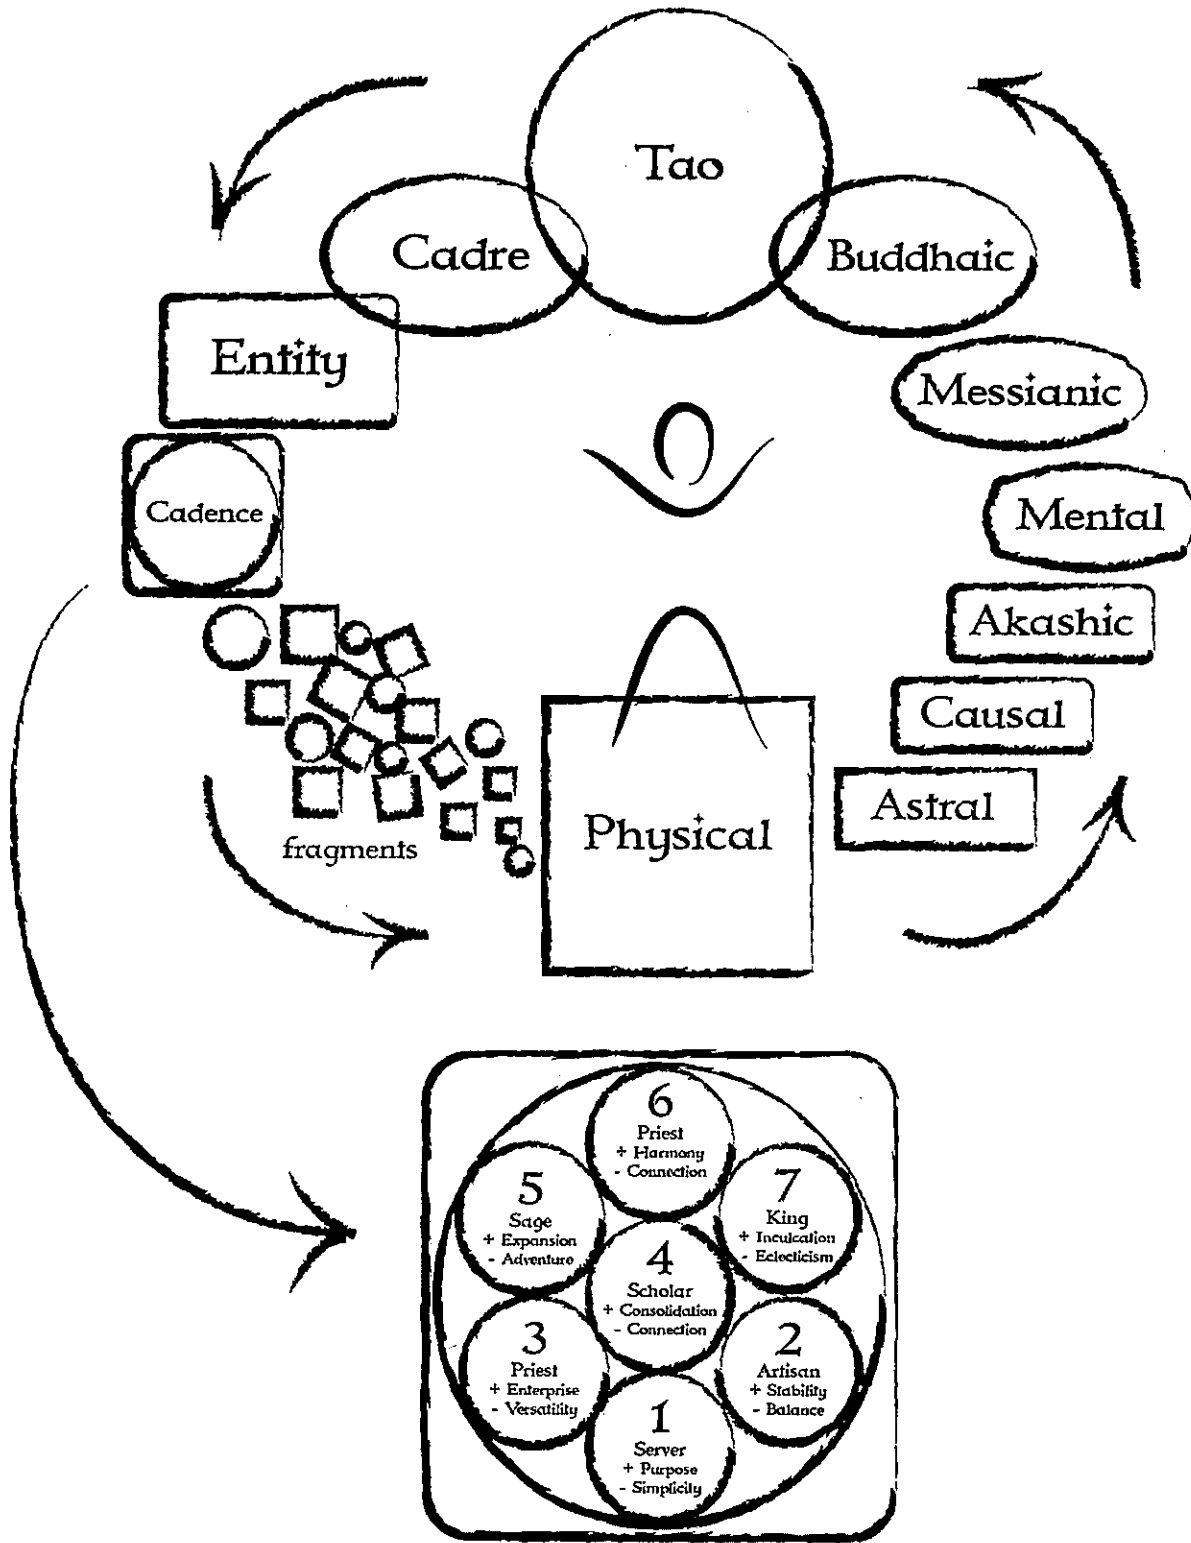 Tao
Cadre
Buddhaic
Entity
Messianic
Cadence
Mental
Akashic
Causal
Astral
Physical
fragments
6
Priest
+ Harmony
- Connection
5
Sage
+ Expansion
- Adventure
7
King
+ Inculcation
- Eclecticism
4
Scholar
+ Consolidation
- Connection
3
Priest
+ Enterprise
- Versatility
2
Artisan
+ Stability
- Balance
1
Server
+ Purpose
- Simplicity